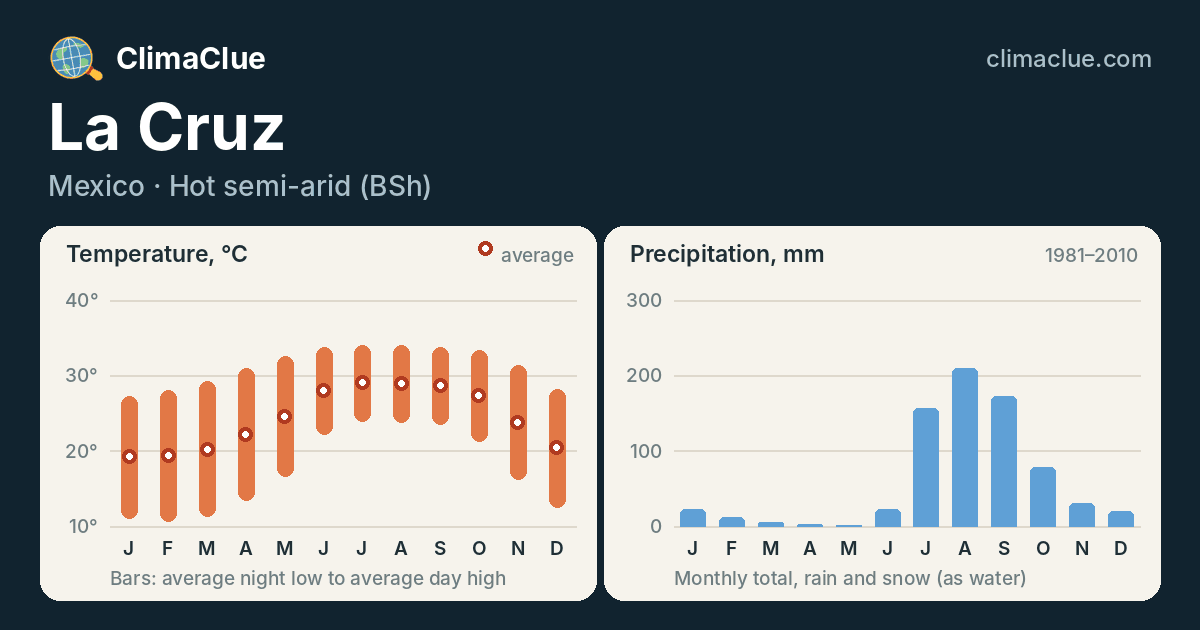 ClimaClue
climaclue.com
La Cruz
Mexico · Hot semi-arid (BSh)
Temperature, °C
average
40°
30°
20°
10°
J F M A M J J A S O N D
Bars: average night low to average day high
Precipitation, mm
1981–2010
300
200
100
0
J F M A M J J A S O N D
Monthly total, rain and snow (as water)